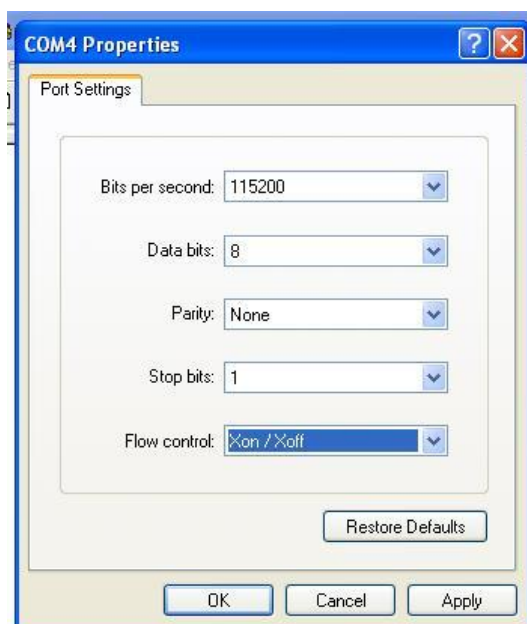 COM4 Properties
Port Settings
Bits per second: 115200
Data bits: 8
Parity: None
Stop bits: 1
Flow control: Xon / Xoff
Restore Defaults
OK Cancel Apply